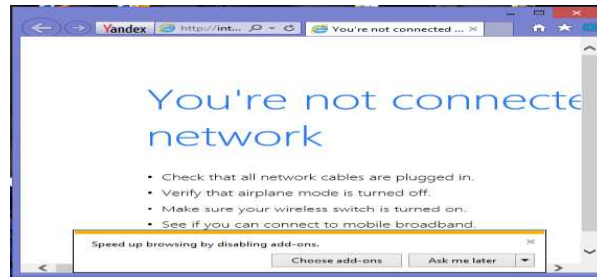 Yandex http://int... You're not connected ...
You're not connecte
network
• Check that all network cables are plugged in.
• Verify that airplane mode is turned off.
• Make sure your wireless switch is turned on.
• See if you can connect to mobile broadband.
Speed up browsing by disabling add-ons.
Choose add-ons Ask me later